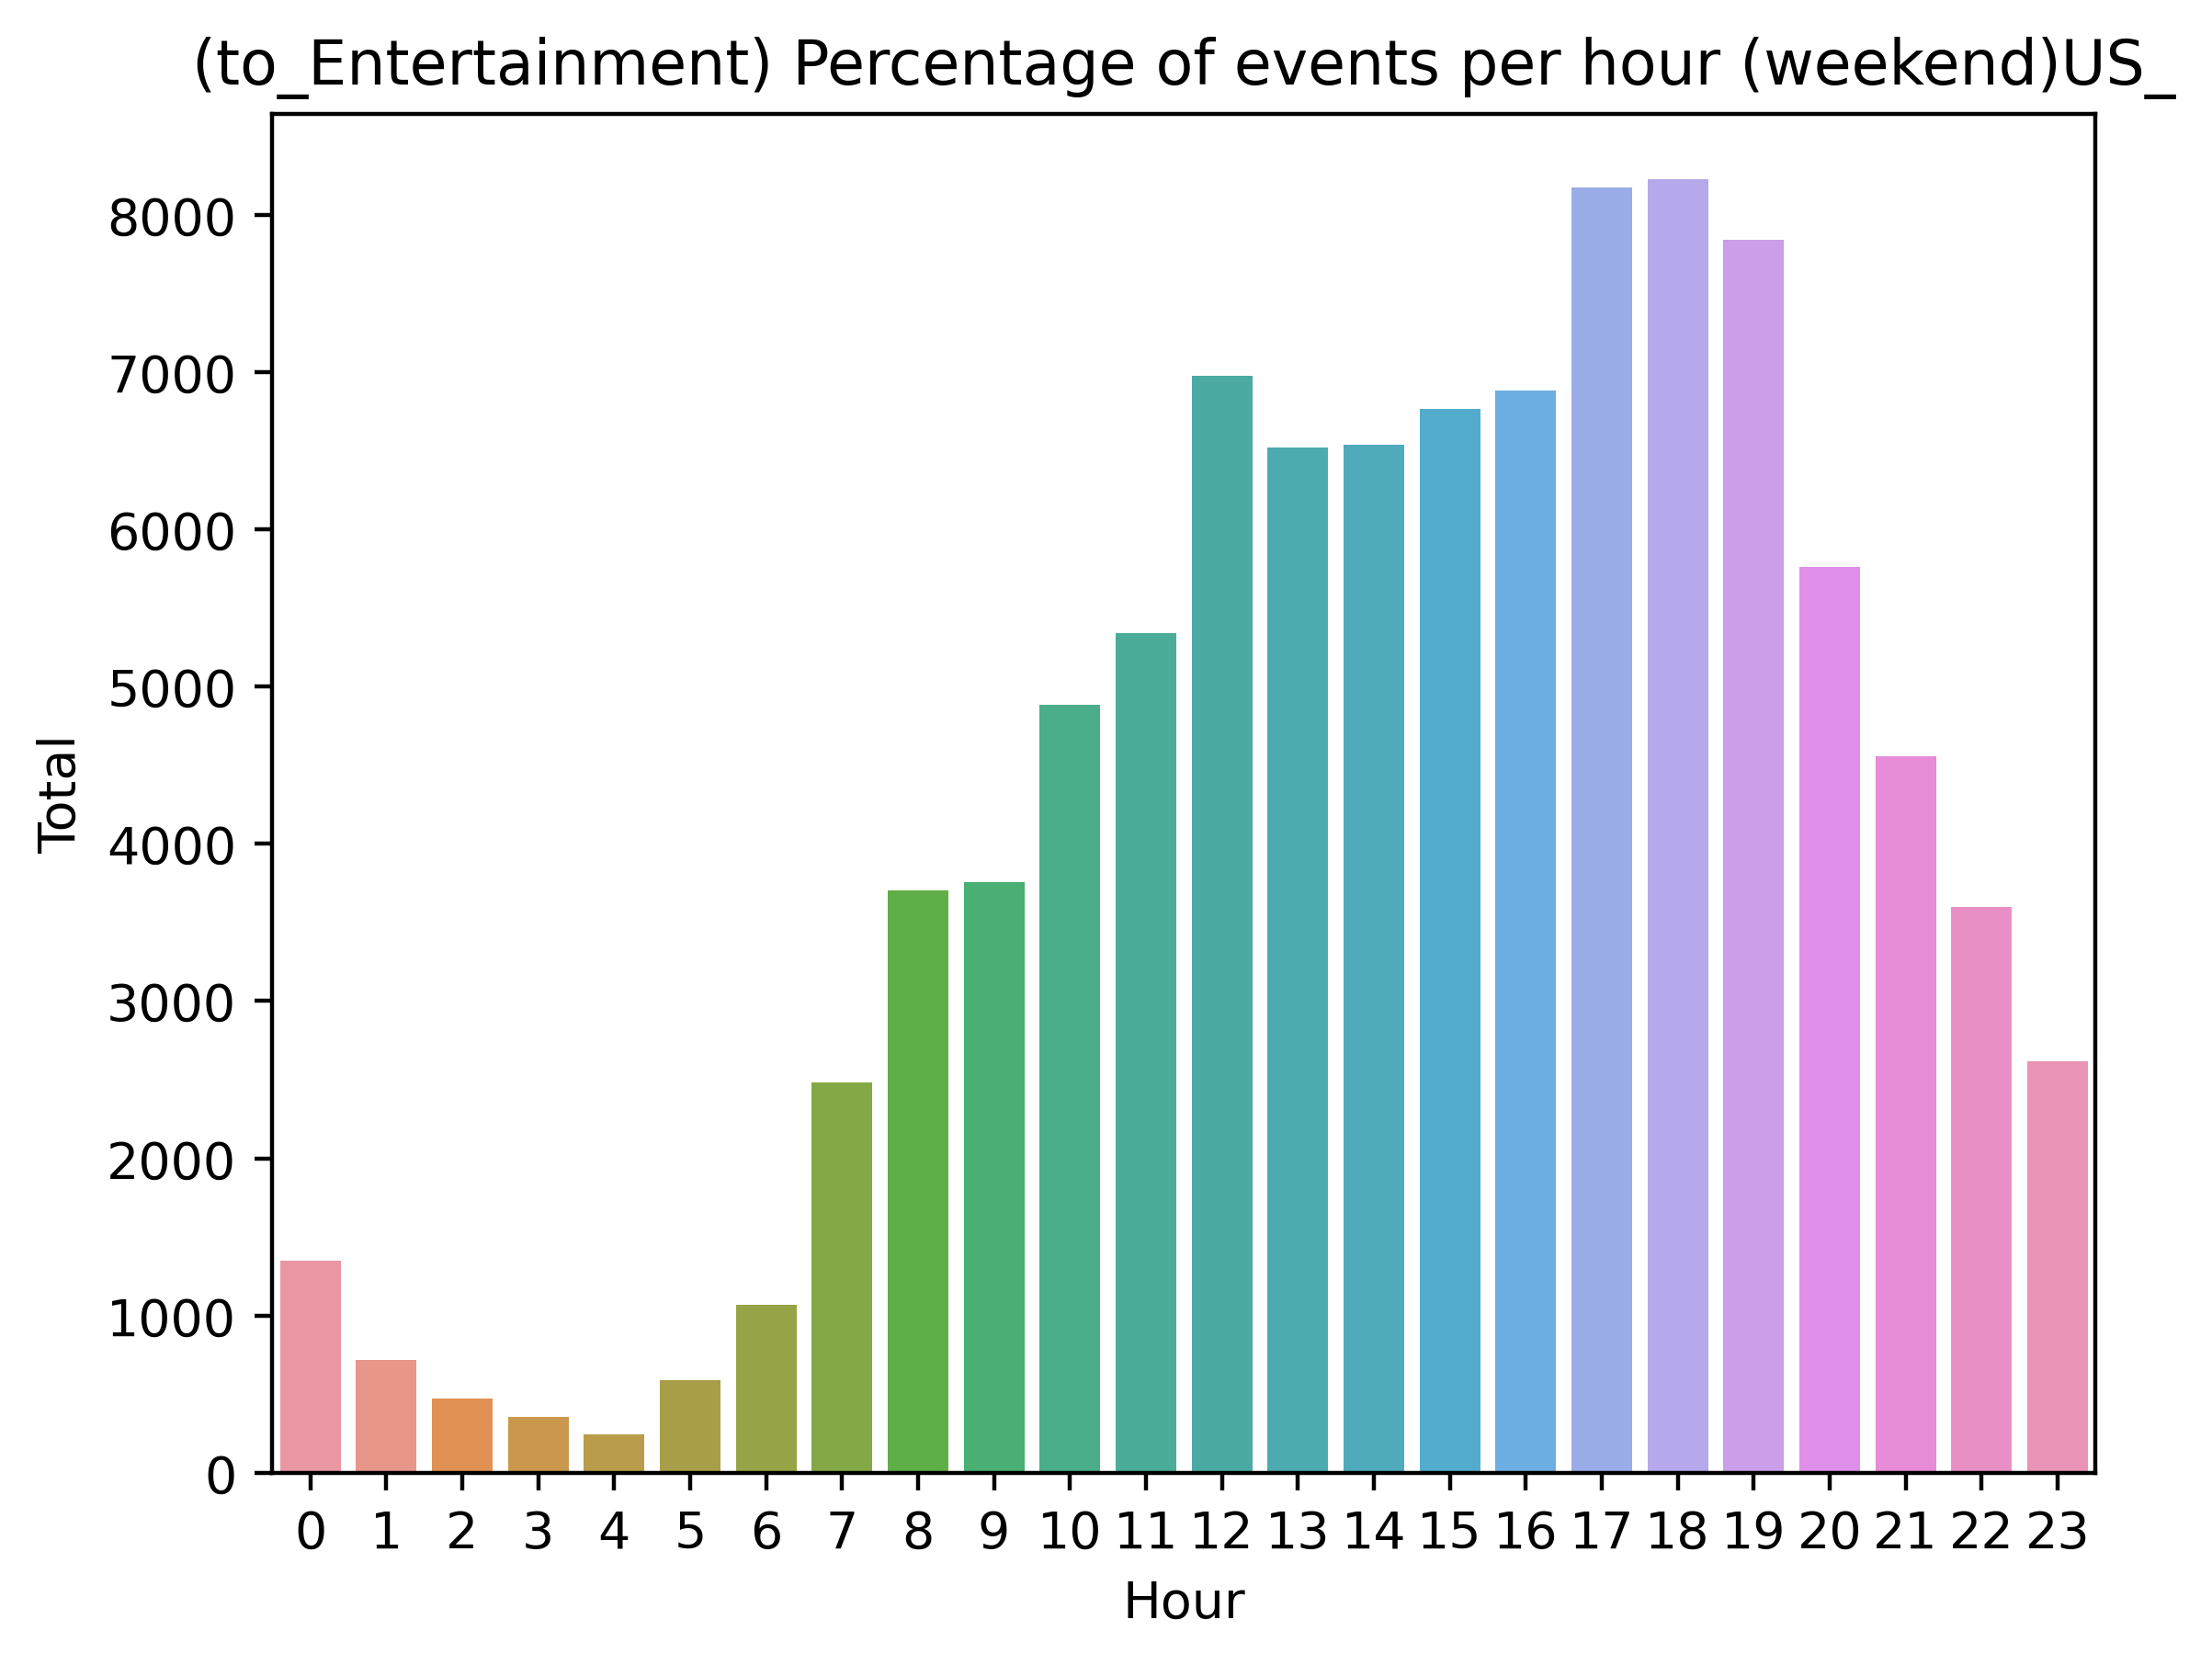 (to_Entertainment) Percentage of events per hour (weekend)US_
8000
7000
6000
5000
4000
3000
2000
1000
0
Total
0 1 2 3 4 5 6 7 8 9 10 11 12 13 14 15 16 17 18 19 20 21 22 23
Hour